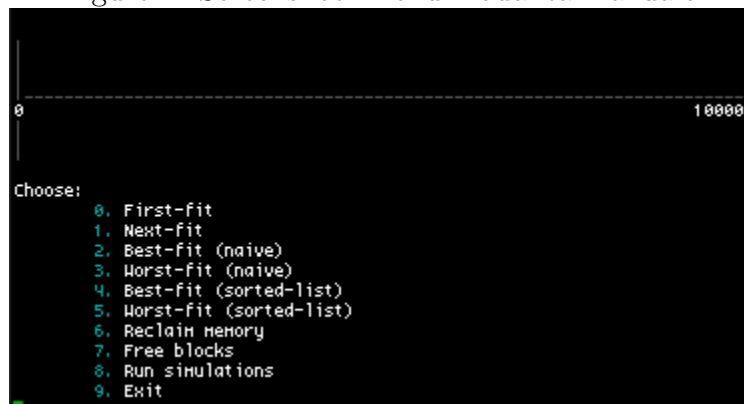 0 10000
Choose:
0. First-fit
1. Next-fit
2. Best-fit (naive)
3. Worst-fit (naive)
4. Best-fit (sorted-list)
5. Worst-fit (sorted-list)
6. Reclaim memory
7. Free blocks
8. Run simulations
9. Exit